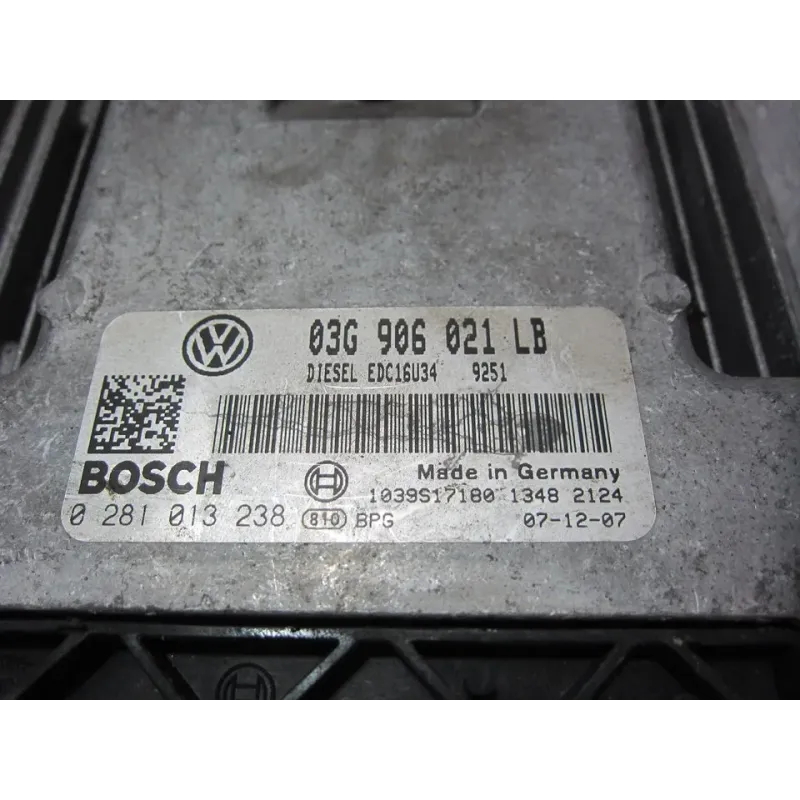 03G 906 021 LB
DIESEL EDC16U34 9251
BOSCH
Made in Germany
1039S17180 1348 2124
0 281 013 238 810 BPG 07-12-07